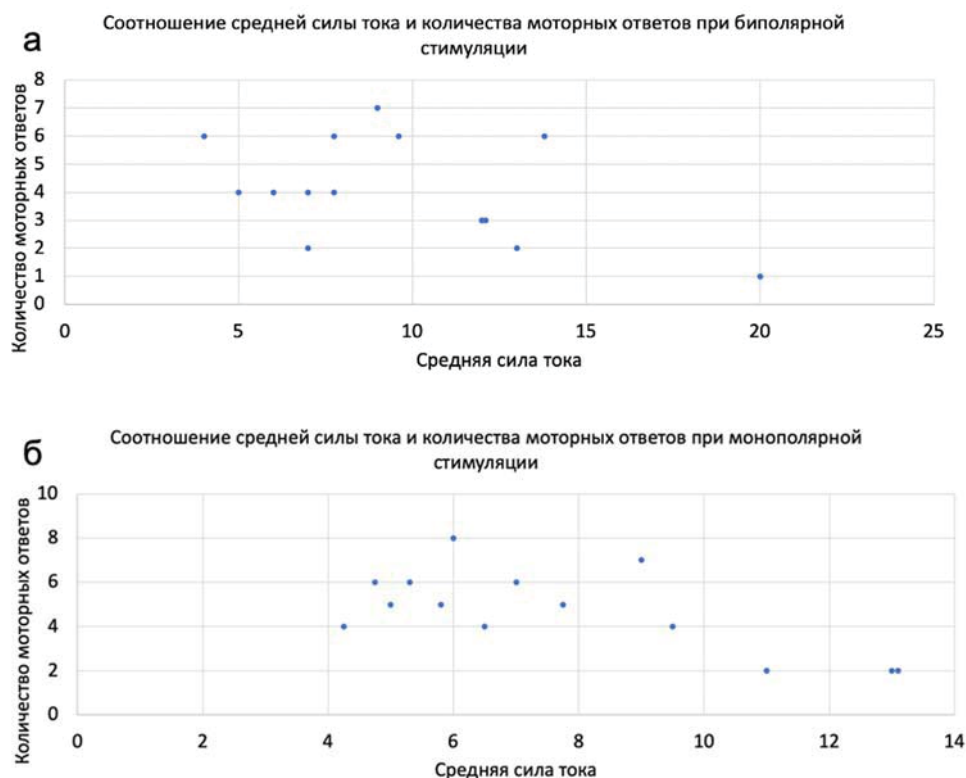 а
Соотношение средней силы тока и количества моторных ответов при биполярной
стимуляции
Количество моторных ответов
8
7
6
5
4
3
2
1
0
0 5 10 15 20 25
Средняя сила тока
б
Соотношение средней силы тока и количества моторных ответов при монополярной
стимуляции
Количество моторных ответов
10
8
6
4
2
0
0 2 4 6 8 10 12 14
Средняя сила тока